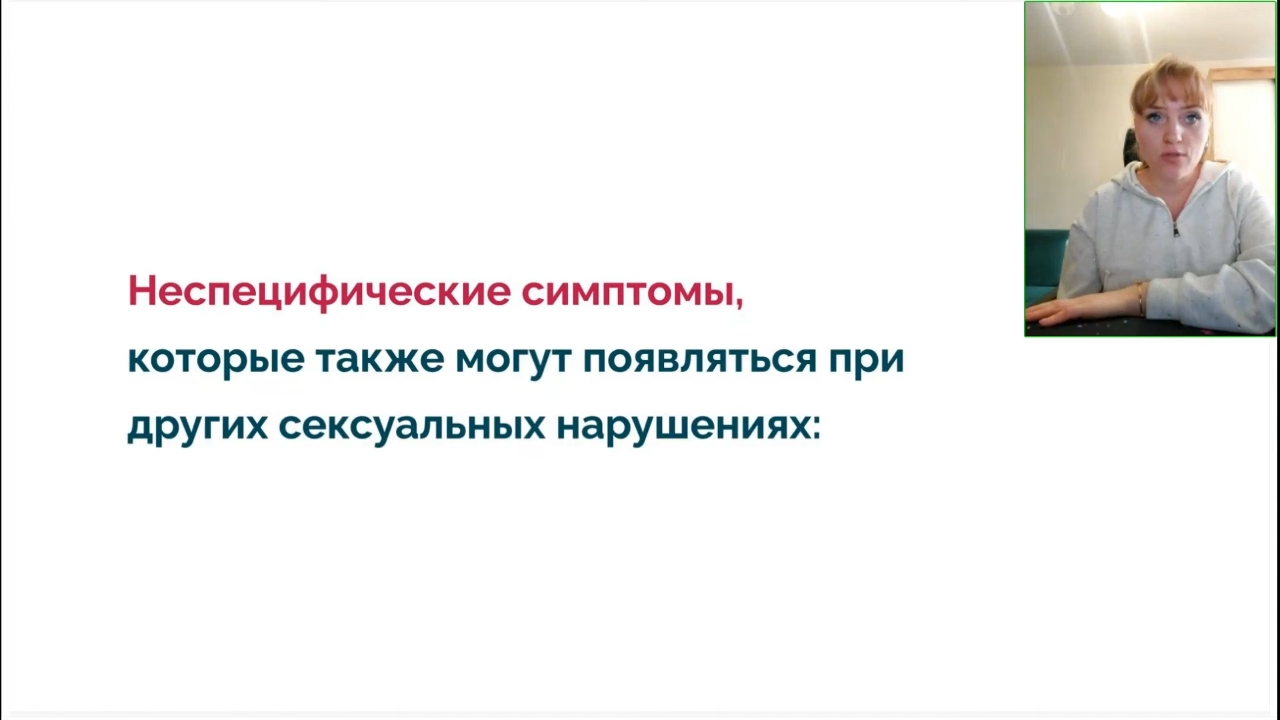 Неспецифические симптомы,
которые также могут появляться при
других сексуальных нарушениях: